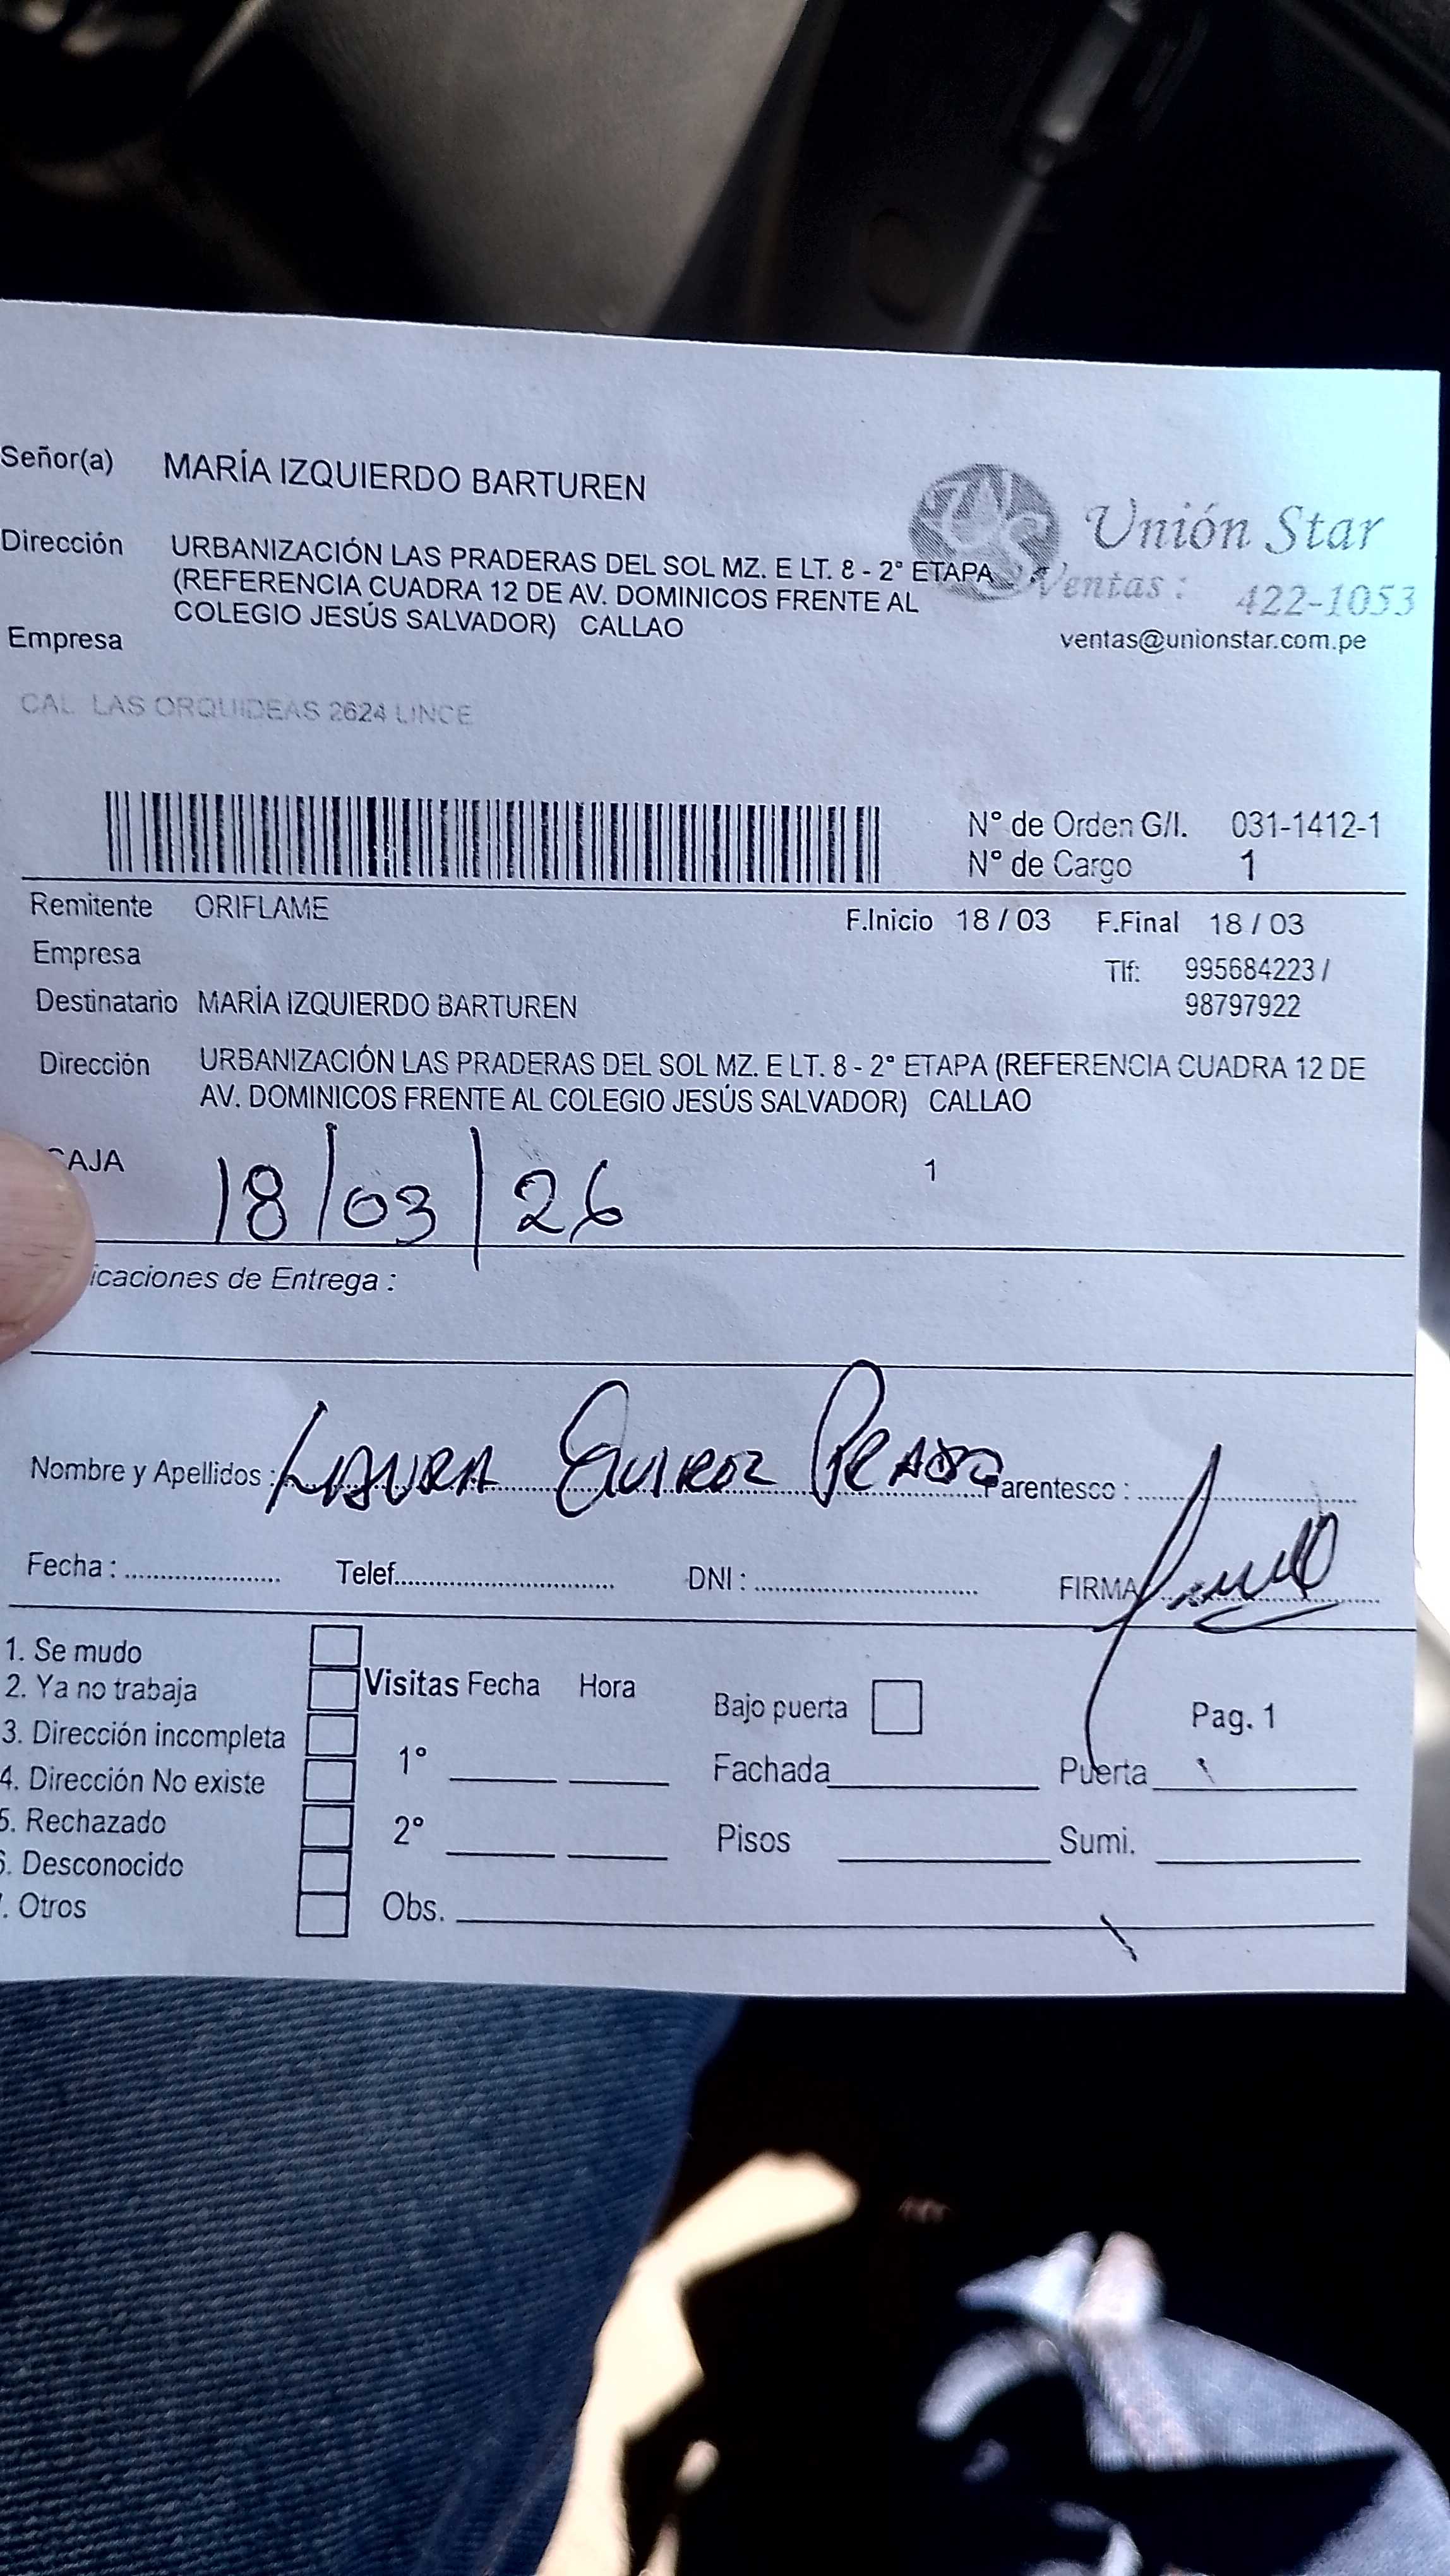 Señor(a) MARÍA IZQUIERDO BARTUREN
Unión Star
Dirección URBANIZACIÓN LAS PRADERAS DEL SOL MZ. E LT. 8 - 2° ETAPA
(REFERENCIA CUADRA 12 DE AV. DOMINICOS FRENTE AL
COLEGIO JESÚS SALVADOR) CALLAO
Ventas : 422-1053
ventas@unionstar.com.pe
Empresa
CAL LAS ORQUIDEAS 2624 LINCE
N° de Orden G/I. 031-1412-1
N° de Cargo 1
Remitente ORIFLAME
F.Inicio 18 / 03 F.Final 18 / 03
Empresa
Tlf: 995684223 /
98797922
Destinatario MARÍA IZQUIERDO BARTUREN
Dirección URBANIZACIÓN LAS PRADERAS DEL SOL MZ. E LT. 8 - 2° ETAPA (REFERENCIA CUADRA 12 DE
AV. DOMINICOS FRENTE AL COLEGIO JESÚS SALVADOR) CALLAO
CAJA 18/03/26 1
icaciones de Entrega :
Nombre y Apellidos : LAURA QUIROZ PRADO Parentesco :
Fecha : Telef. DNI : FIRMA
1. Se mudo
2. Ya no trabaja
3. Dirección incompleta
4. Dirección No existe
5. Rechazado
6. Desconocido
. Otros
Visitas Fecha Hora
1°
2°
Obs.
Bajo puerta Pag. 1
Fachada Puerta
Pisos Sumi.